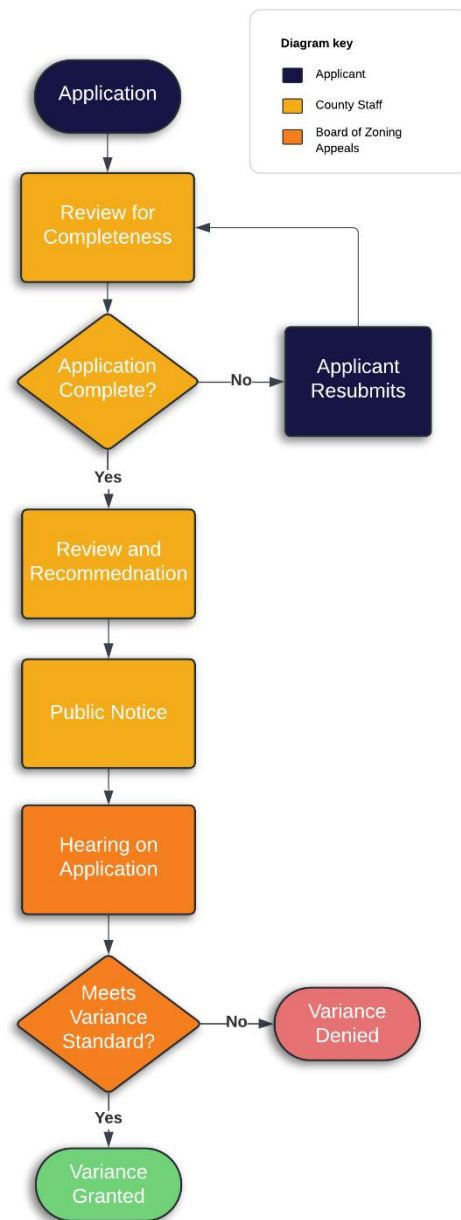 Diagram key
Applicant
County Staff
Board of Zoning
Appeals
Application
Review for
Completeness
Application
Complete?
No
Applicant
Resubmits
Yes
Review and
Recommednation
Public Notice
Hearing on
Application
Meets
Variance
Standard?
No
Variance
Denied
Yes
Variance
Granted